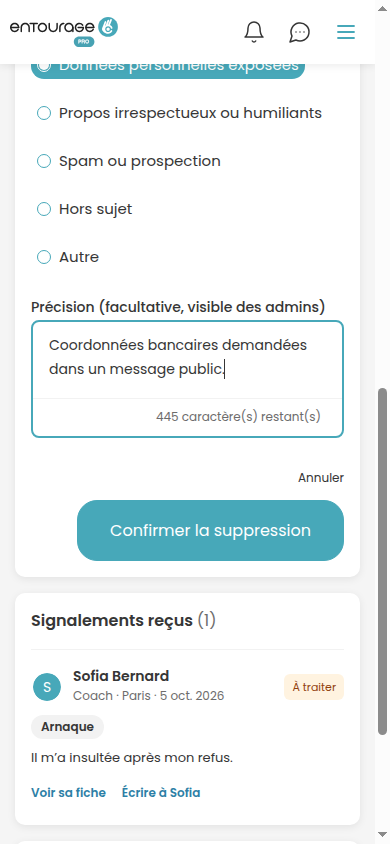 entourage
PRO
Données personnelles exposées
Propos irrespectueux ou humiliants
Spam ou prospection
Hors sujet
Autre
Précision (facultative, visible des admins)
Coordonnées bancaires demandées
dans un message public.
445 caractère(s) restant(s)
Annuler
Confirmer la suppression
Signalements reçus (1)
S
Sofia Bernard
À traiter
Coach · Paris · 5 oct. 2026
Arnaque
Il m’a insultée après mon refus.
Voir sa fiche Écrire à Sofia